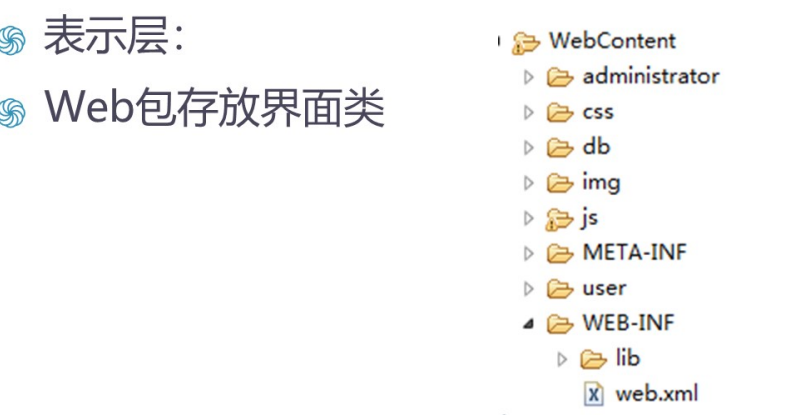 表示层：
Web包存放界面类
WebContent
administrator
css
db
img
js
META-INF
user
WEB-INF
lib
web.xml